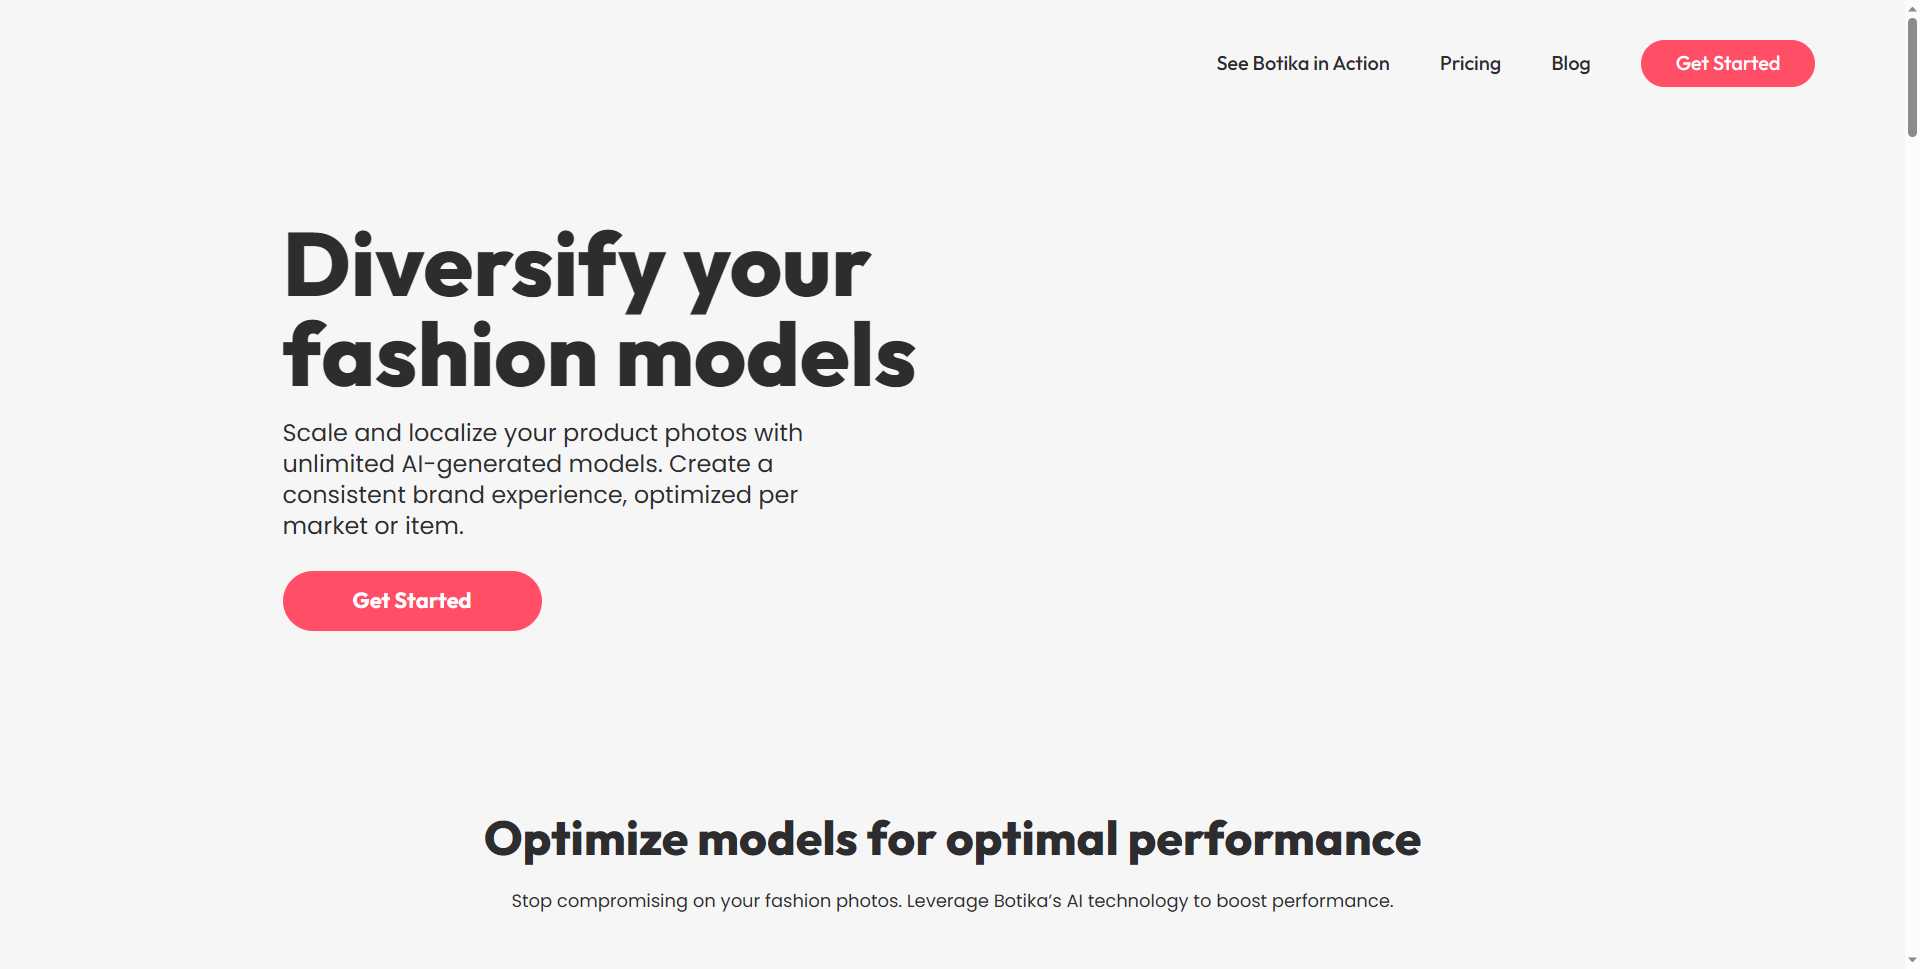 See Botika in Action
Pricing
Blog
Get Started
Diversify your
fashion models
Scale and localize your product photos with
unlimited AI-generated models. Create a
consistent brand experience, optimized per
market or item.
Get Started
Optimize models for optimal performance
Stop compromising on your fashion photos. Leverage Botika’s AI technology to boost performance.